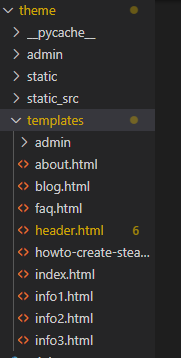 theme
__pycache__
admin
static
static_src
templates
admin
about.html
blog.html
faq.html
header.html 6
howto-create-stea...
index.html
info1.html
info2.html
info3.html